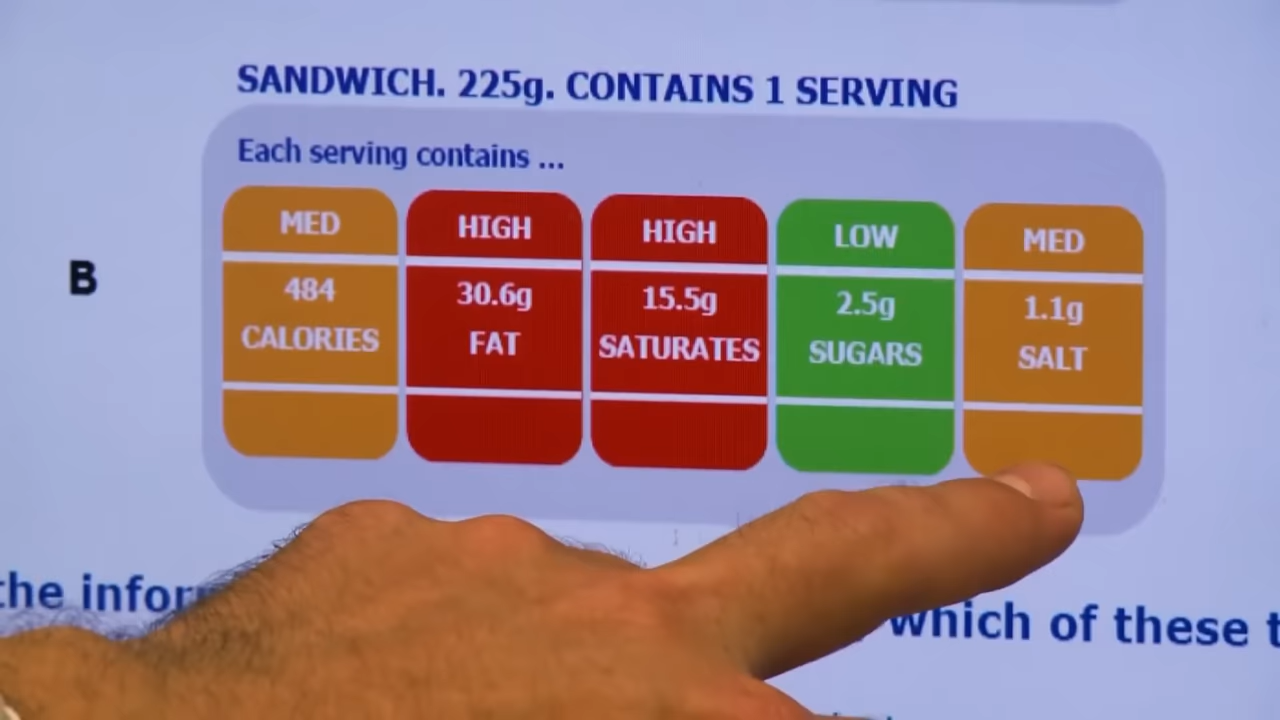 SANDWICH. 225g. CONTAINS 1 SERVING
Each serving contains ...
MED HIGH HIGH LOW MED
484 30.6g 15.5g 2.5g 1.1g
CALORIES FAT SATURATES SUGARS SALT
B
the which of these